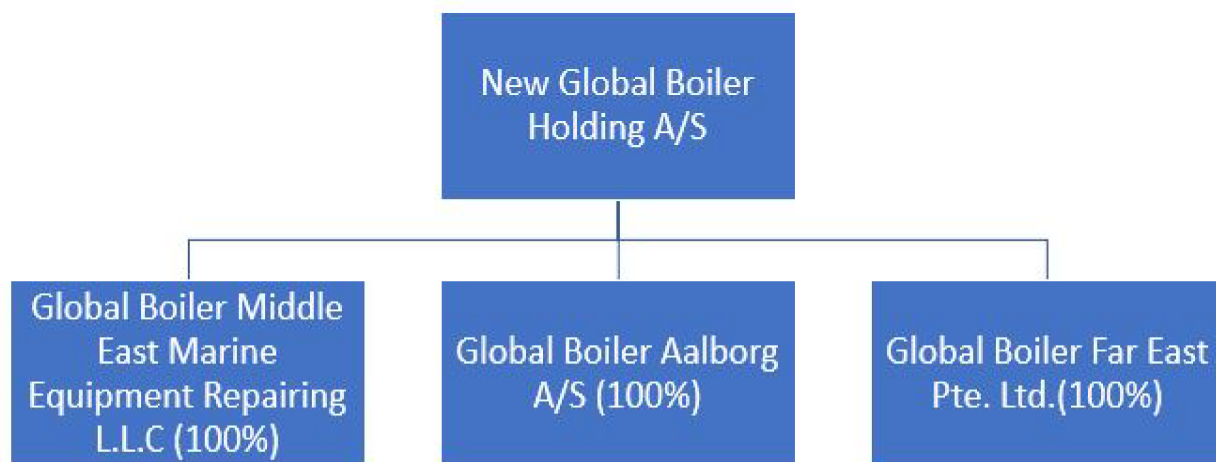 New Global Boiler
Holding A/S
Global Boiler Middle
East Marine
Equipment Repairing
L.L.C (100%)
Global Boiler Aalborg
A/S (100%)
Global Boiler Far East
Pte. Ltd.(100%)